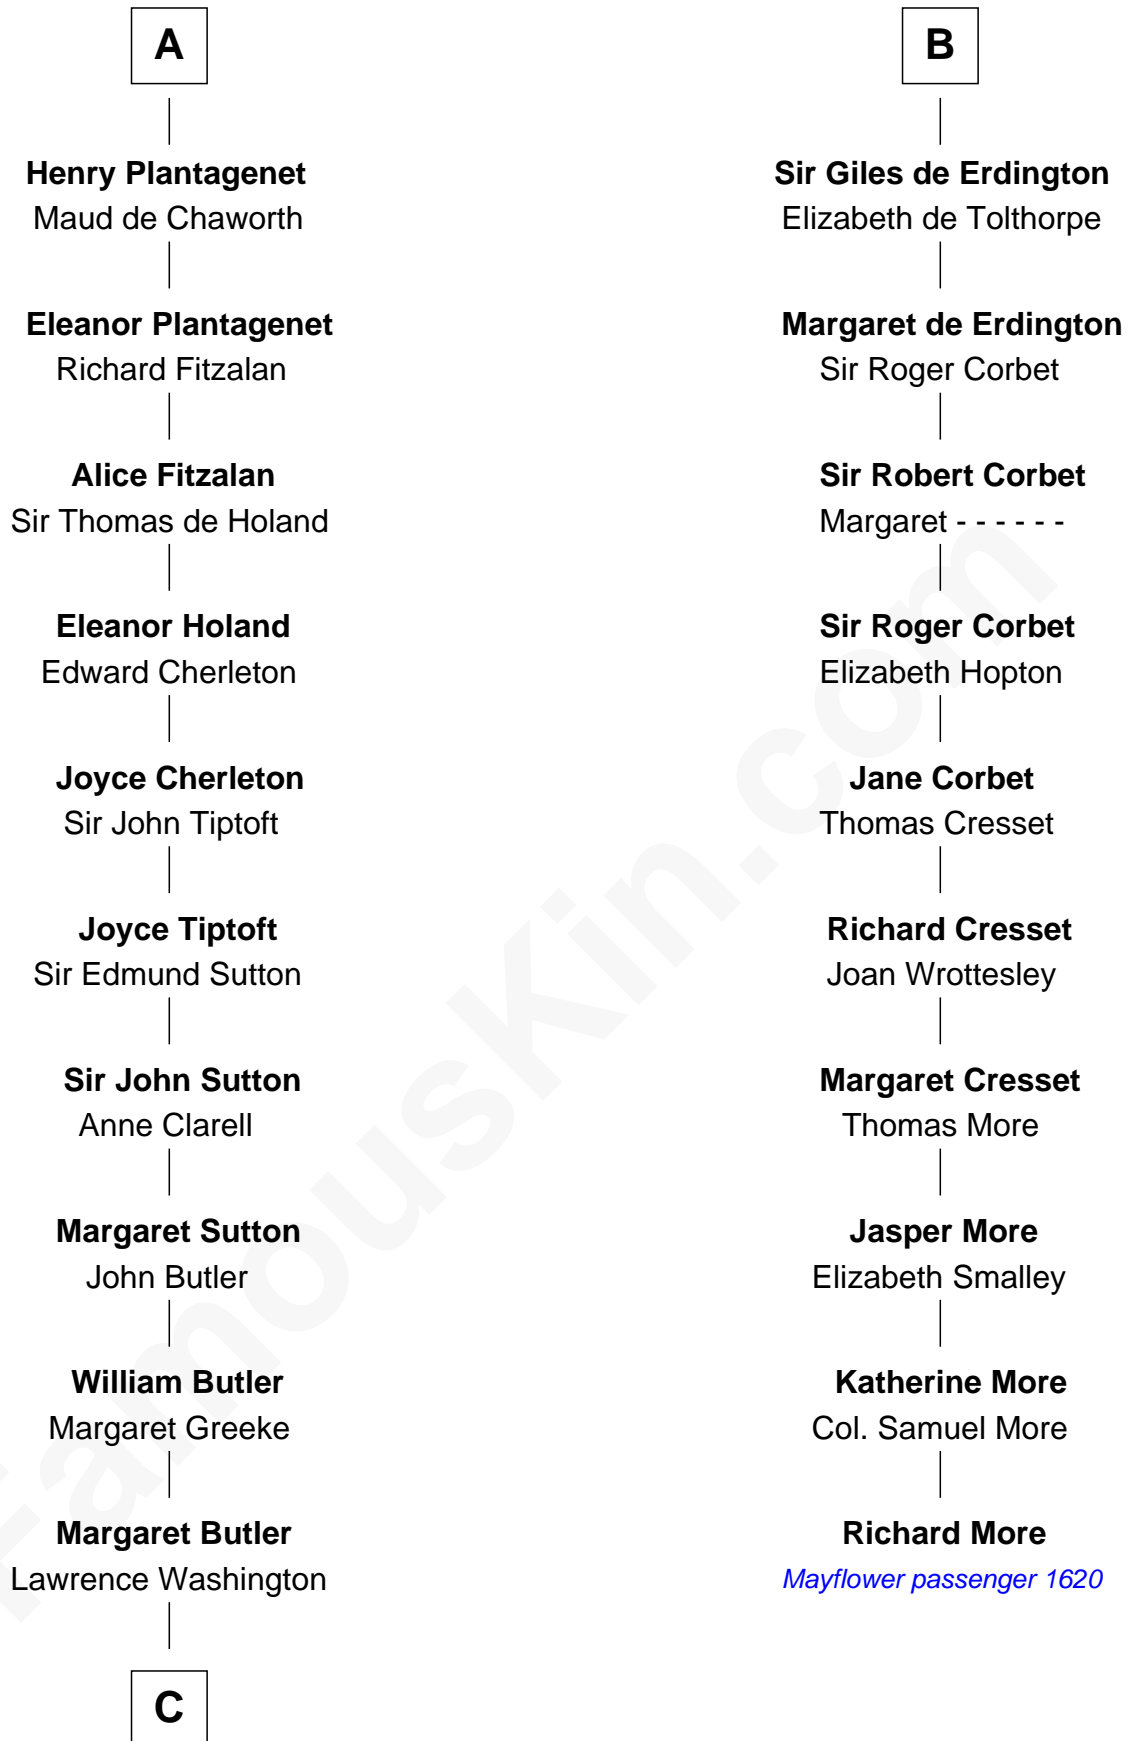 A
Henry Plantagenet
Maud de Chaworth
Eleanor Plantagenet
Richard Fitzalan
Alice Fitzalan
Sir Thomas de Holand
Eleanor Holand
Edward Cherleton
Joyce Cherleton
Sir John Tiptoft
Joyce Tiptoft
Sir Edmund Sutton
Sir John Sutton
Anne Clarell
Margaret Sutton
John Butler
William Butler
Margaret Greeke
Margaret Butler
Lawrence Washington
C
B
Sir Giles de Erdington
Elizabeth de Tolthorpe
Margaret de Erdington
Sir Roger Corbet
Sir Robert Corbet
Margaret - - - - - -
Sir Roger Corbet
Elizabeth Hopton
Jane Corbet
Thomas Cresset
Richard Cresset
Joan Wrottesley
Margaret Cresset
Thomas More
Jasper More
Elizabeth Smalley
Katherine More
Col. Samuel More
Richard More
Mayflower passenger 1620
FamousKin.com